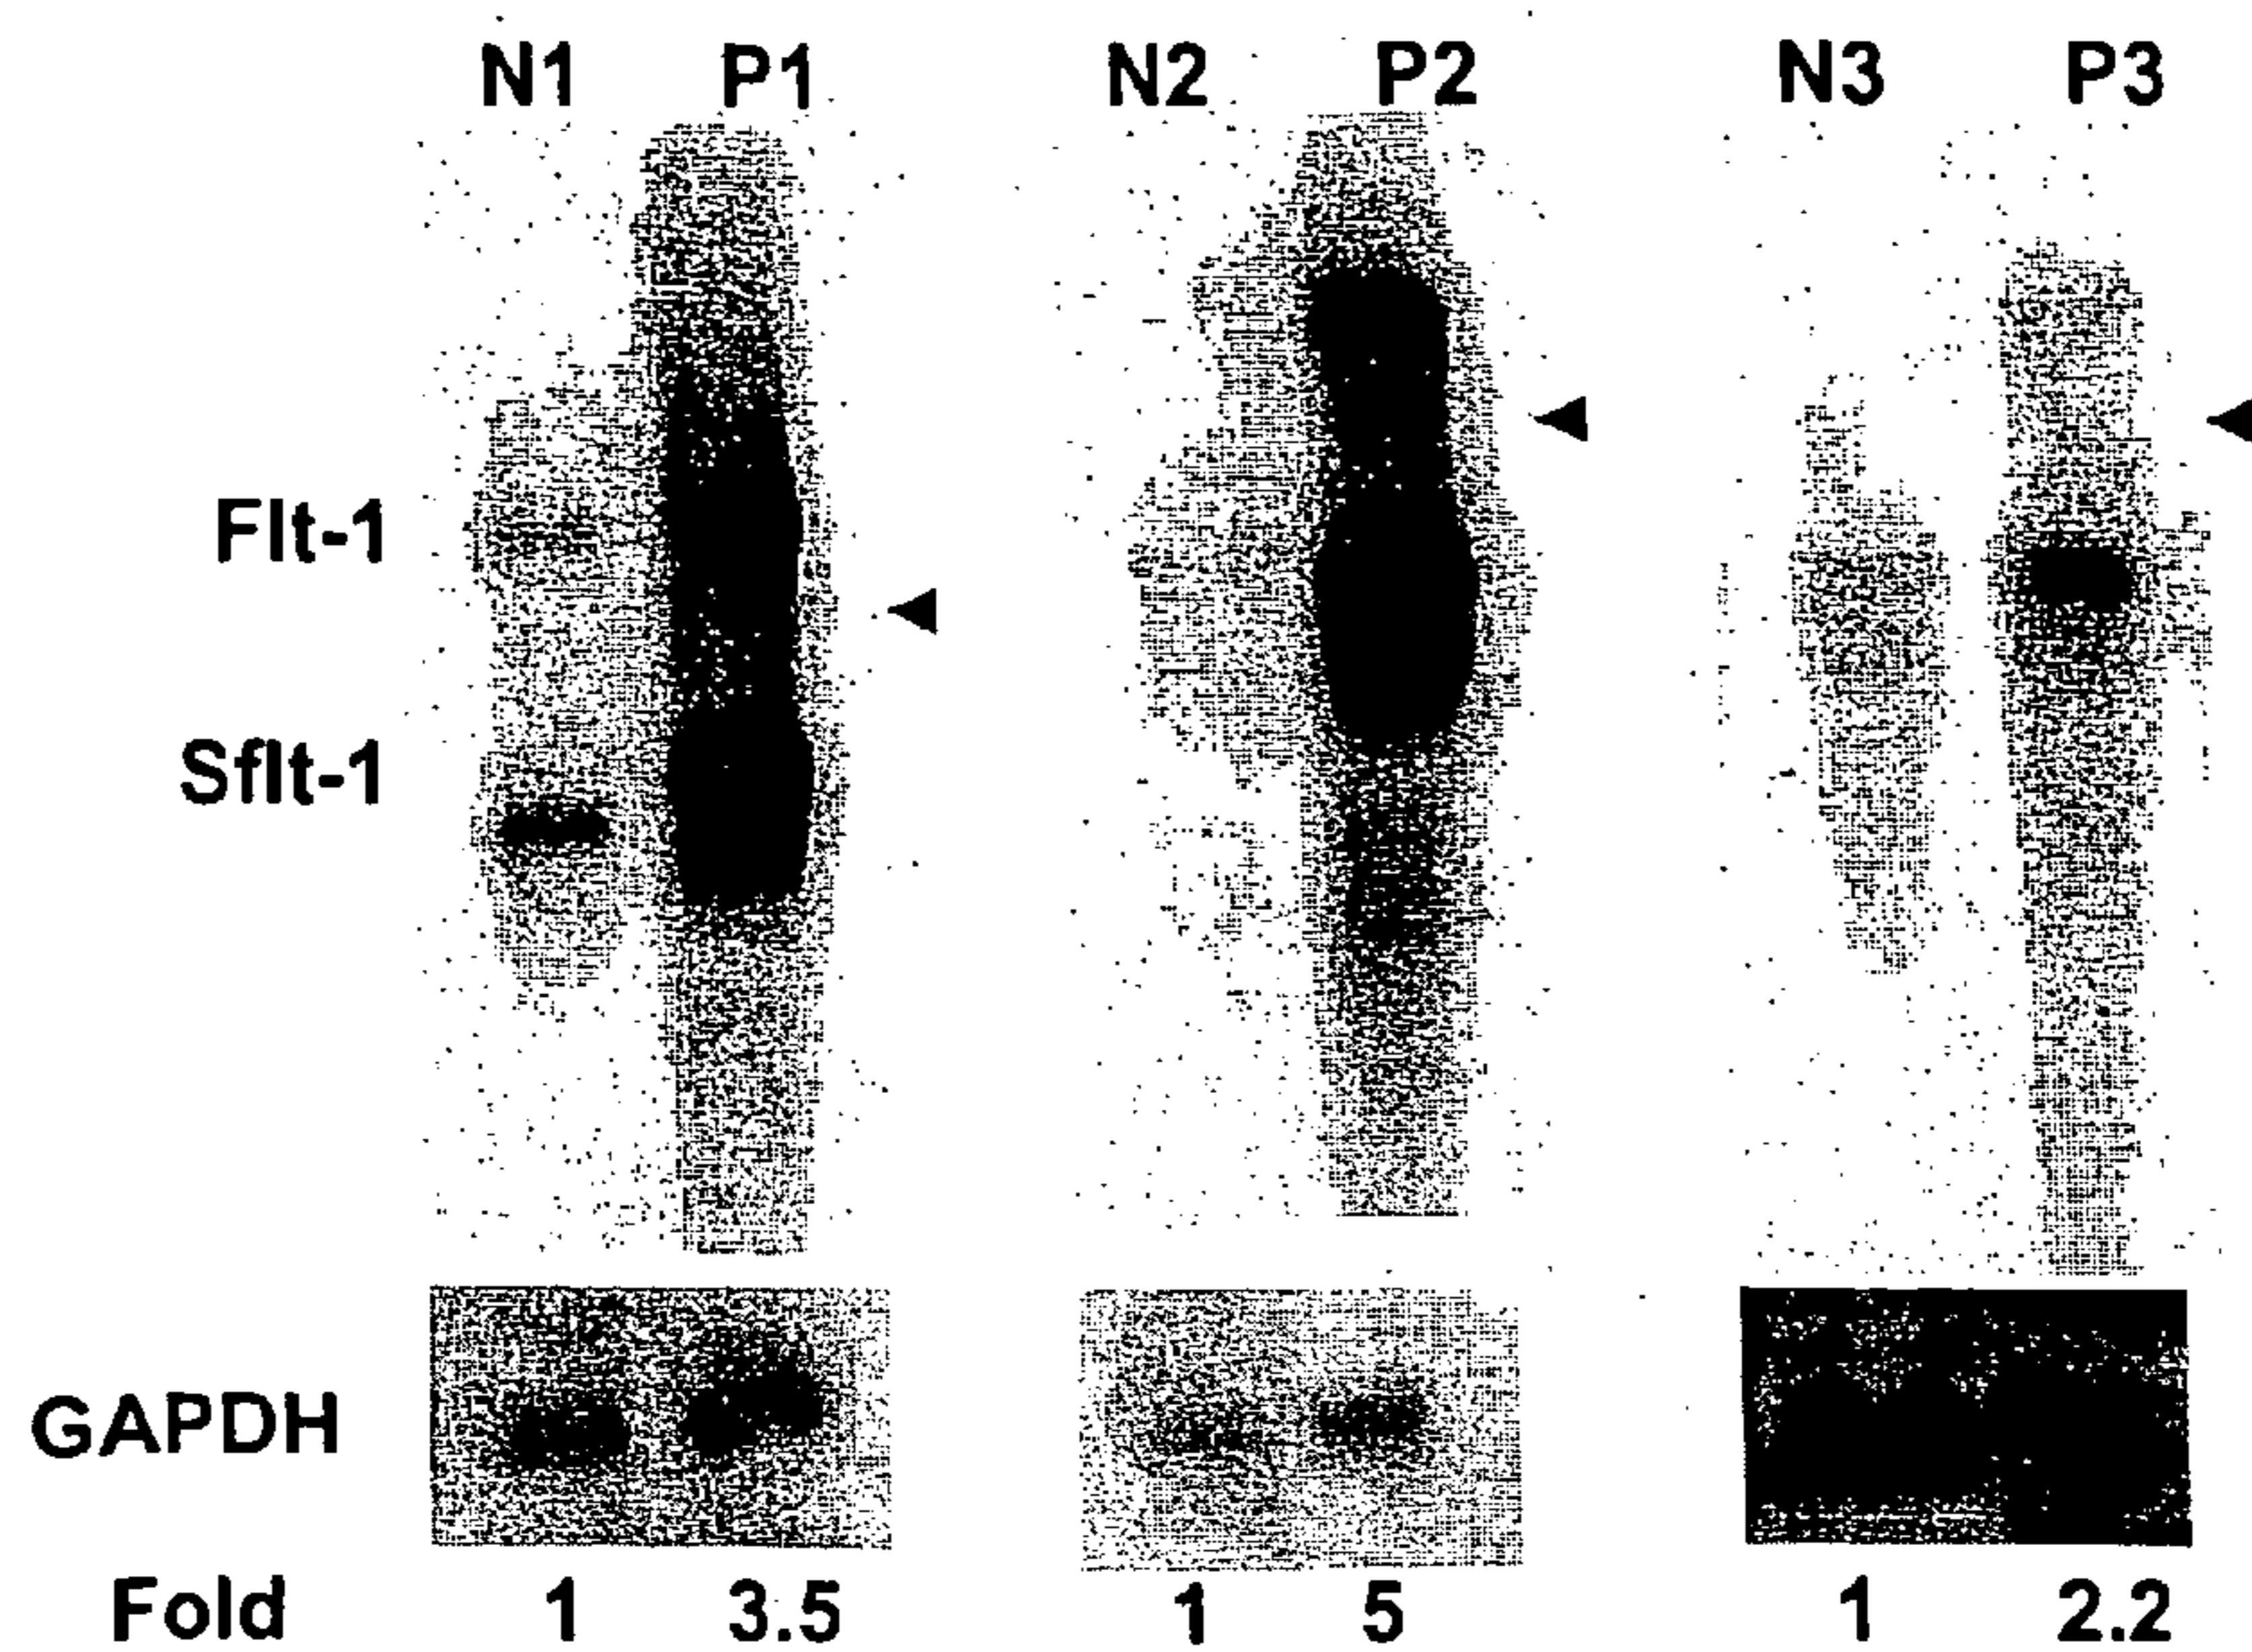 N1 P1 N2 P2 N3 P3
Flt-1
Sflt-1
GAPDH
Fold 1 3.5 1 5 1 2.2